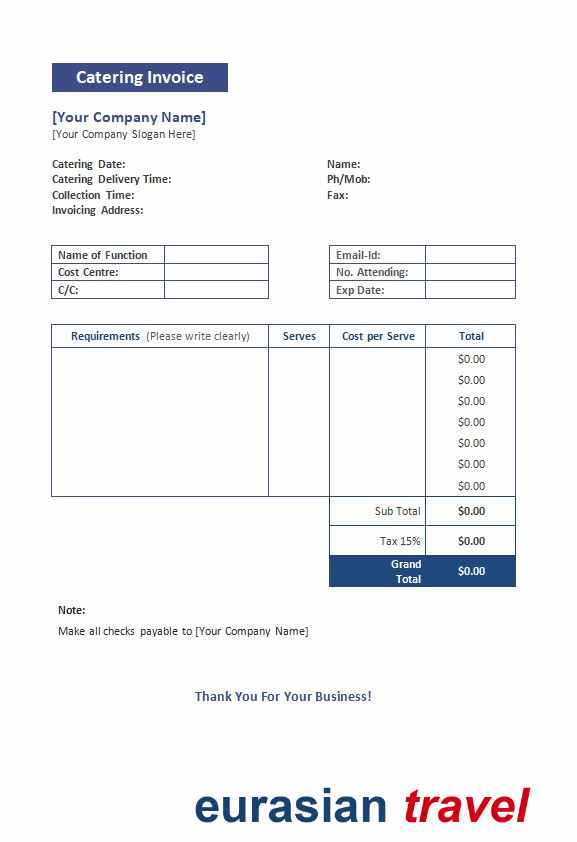 Catering Invoice
[Your Company Name]
[Your Company Slogan Here]
Catering Date: Name:
Catering Delivery Time: Ph/Mob:
Collection Time: Fax:
Invoicing Address:
Name of Function Email-Id:
Cost Centre: No. Attending:
C/C: Exp Date:
Requirements (Please write clearly) Serves Cost per Serve Total
$0.00
$0.00
$0.00
$0.00
$0.00
$0.00
$0.00
Sub Total $0.00
Tax 15% $0.00
Grand
Total $0.00
Note:
Make all checks payable to [Your Company Name]
Thank You For Your Business!
eurasian travel